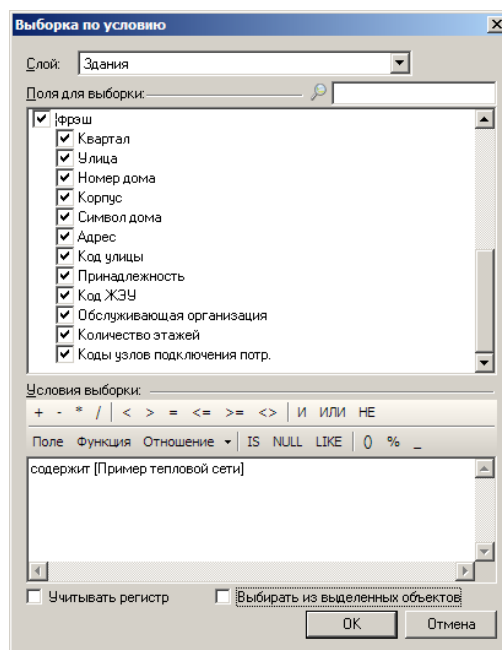 Выборка по условию
Слой: Здания
Поля для выборки:
!фрэш
Квартал
Улица
Номер дома
Корпус
Символ дома
Адрес
Код улицы
Принадлежность
Код ЖЭУ
Обслуживающая организация
Количество этажей
Коды узлов подключения потр.
Условия выборки:
+ - * / < > = <= >= <> И ИЛИ НЕ
Поле Функция Отношение IS NULL LIKE () % _
содержит [Пример тепловой сети]
Учитывать регистр Выбирать из выделенных объектов
OK Отмена